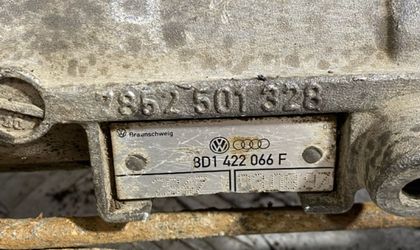 7852 501 328
Braunschweig
8D1 422 066 F